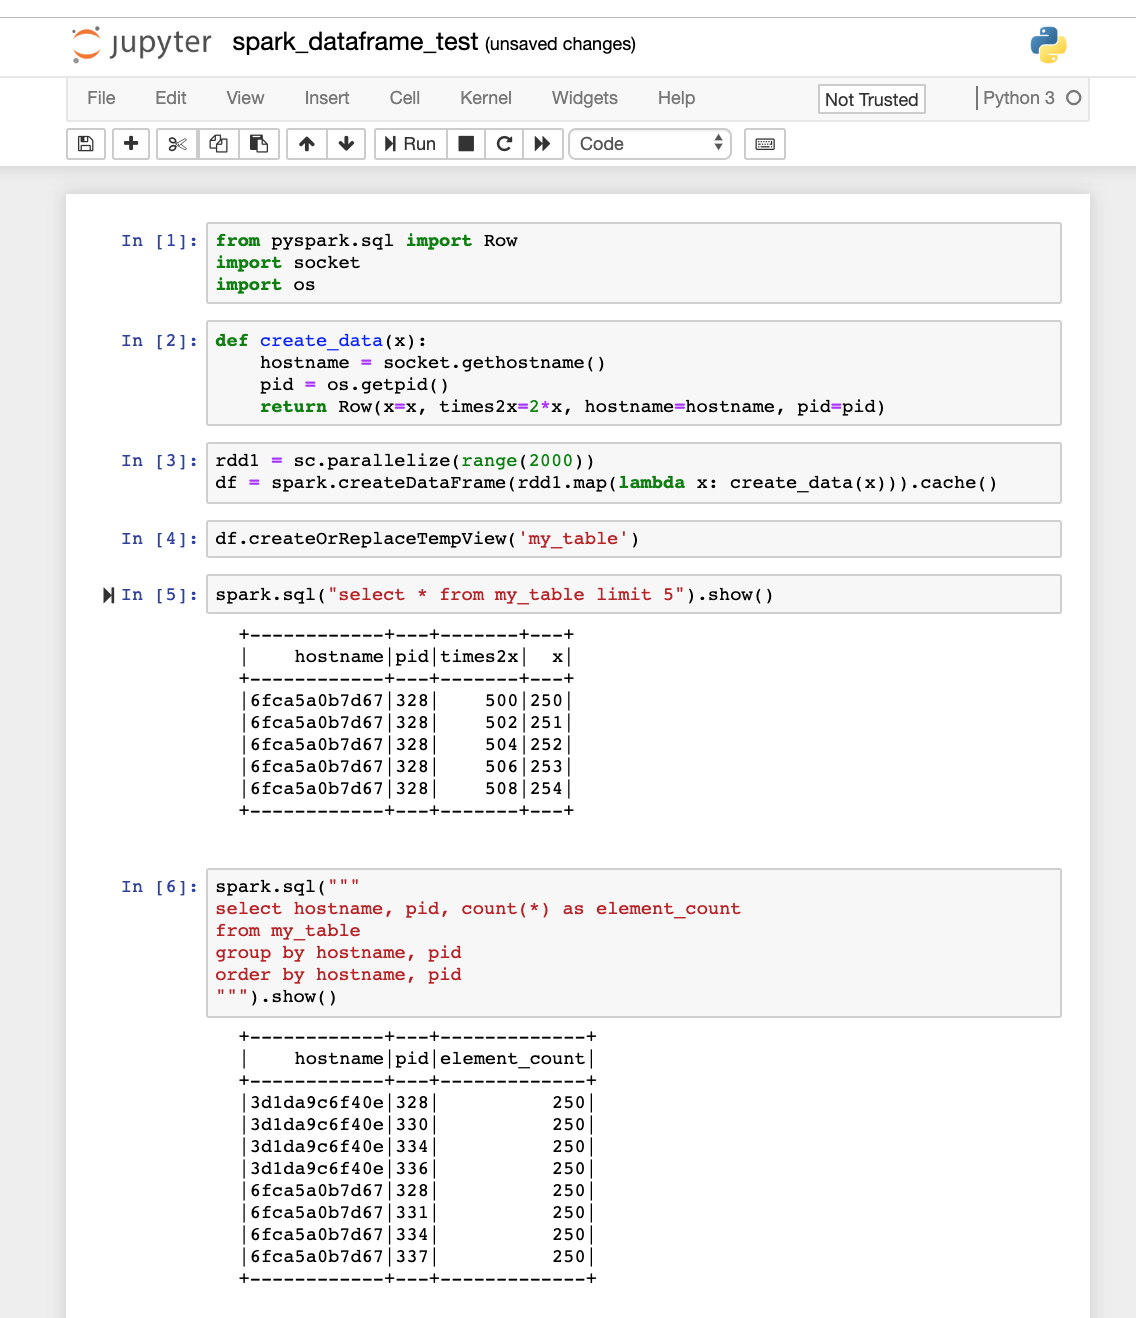 jupyter spark_dataframe_test (unsaved changes)
File Edit View Insert Cell Kernel Widgets Help Not Trusted Python 3
Run Code
In [1]: from pyspark.sql import Row
import socket
import os
In [2]: def create_data(x):
    hostname = socket.gethostname()
    pid = os.getpid()
    return Row(x=x, times2x=2*x, hostname=hostname, pid=pid)
In [3]: rdd1 = sc.parallelize(range(2000))
df = spark.createDataFrame(rdd1.map(lambda x: create_data(x))).cache()
In [4]: df.createOrReplaceTempView('my_table')
In [5]: spark.sql("select * from my_table limit 5").show()
+------------+---+-------+---+
|    hostname|pid|times2x|  x|
+------------+---+-------+---+
|6fca5a0b7d67|328|    500|250|
|6fca5a0b7d67|328|    502|251|
|6fca5a0b7d67|328|    504|252|
|6fca5a0b7d67|328|    506|253|
|6fca5a0b7d67|328|    508|254|
+------------+---+-------+---+
In [6]: spark.sql("""
select hostname, pid, count(*) as element_count
from my_table
group by hostname, pid
order by hostname, pid
""").show()
+------------+---+-------------+
|    hostname|pid|element_count|
+------------+---+-------------+
|3d1da9c6f40e|328|          250|
|3d1da9c6f40e|330|          250|
|3d1da9c6f40e|334|          250|
|3d1da9c6f40e|336|          250|
|6fca5a0b7d67|328|          250|
|6fca5a0b7d67|331|          250|
|6fca5a0b7d67|334|          250|
|6fca5a0b7d67|337|          250|
+------------+---+-------------+